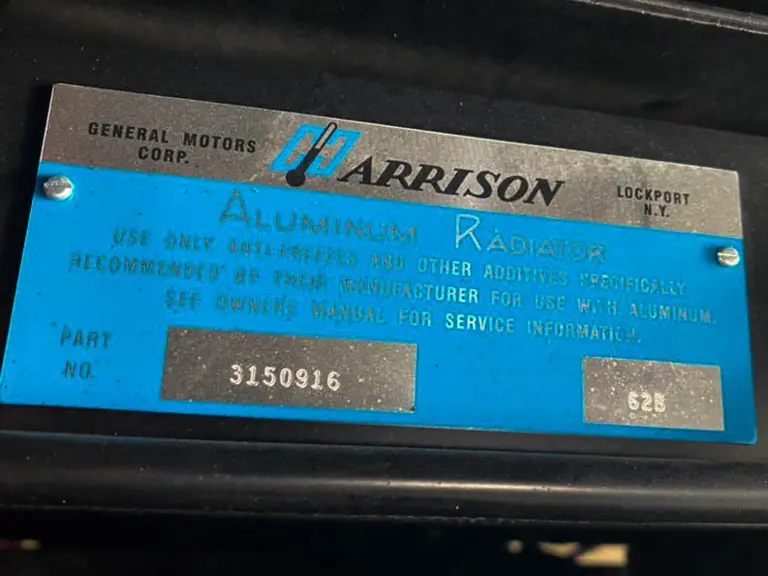 GENERAL MOTORS CORP.
HARRISON
LOCKPORT N.Y.
ALUMINUM RADIATOR
USE ONLY ANTI-FREEZES AND OTHER ADDITIVES SPECIFICALLY
RECOMMENDED BY THEIR MANUFACTURER FOR USE WITH ALUMINUM.
SEE OWNER'S MANUAL FOR SERVICE INFORMATION.
PART NO.
3150916
62B